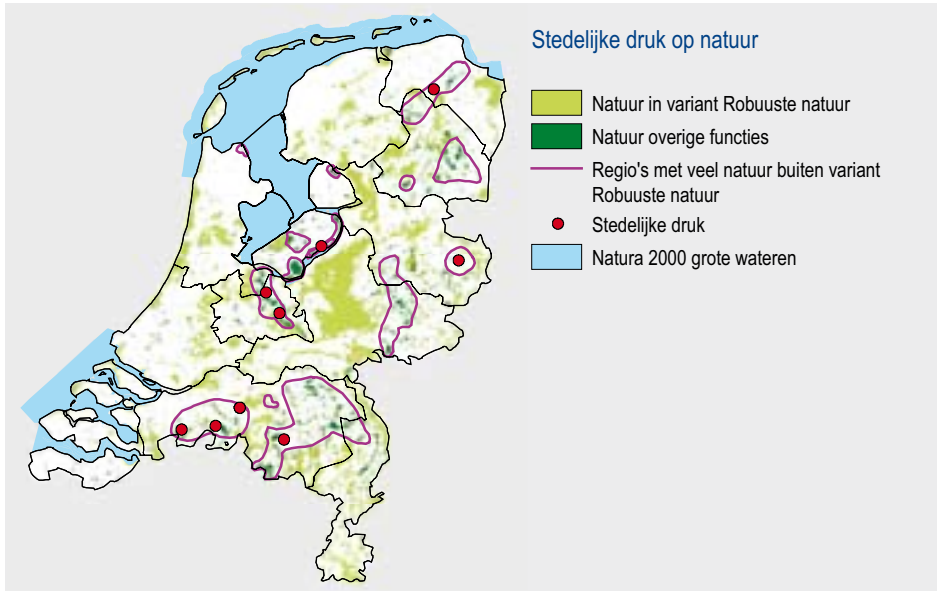 Stedelijke druk op natuur
Natuur in variant Robuuste natuur
Natuur overige functies
Regio's met veel natuur buiten variant
Robuuste natuur
Stedelijke druk
Natura 2000 grote wateren